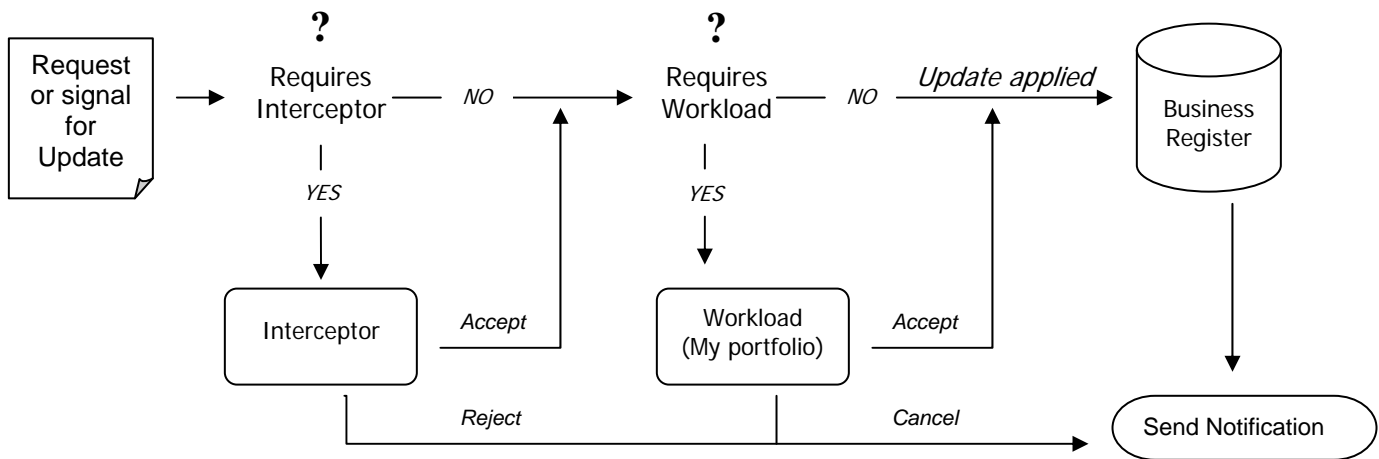 ?
?
Request
or signal
for
Update
Requires
Interceptor
NO
Requires
Workload
NO
Update applied
Business
Register
YES
YES
Interceptor
Accept
Workload
(My portfolio)
Accept
Reject
Cancel
Send Notification